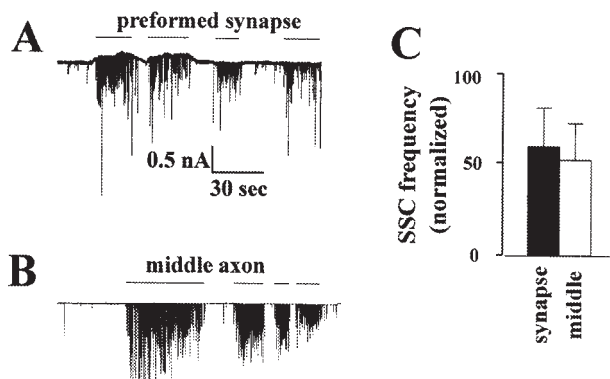 A
preformed synapse
0.5 nA
30 sec
B
middle axon
C
SSC frequency
(normalized)
100
50
0
synapse
middle